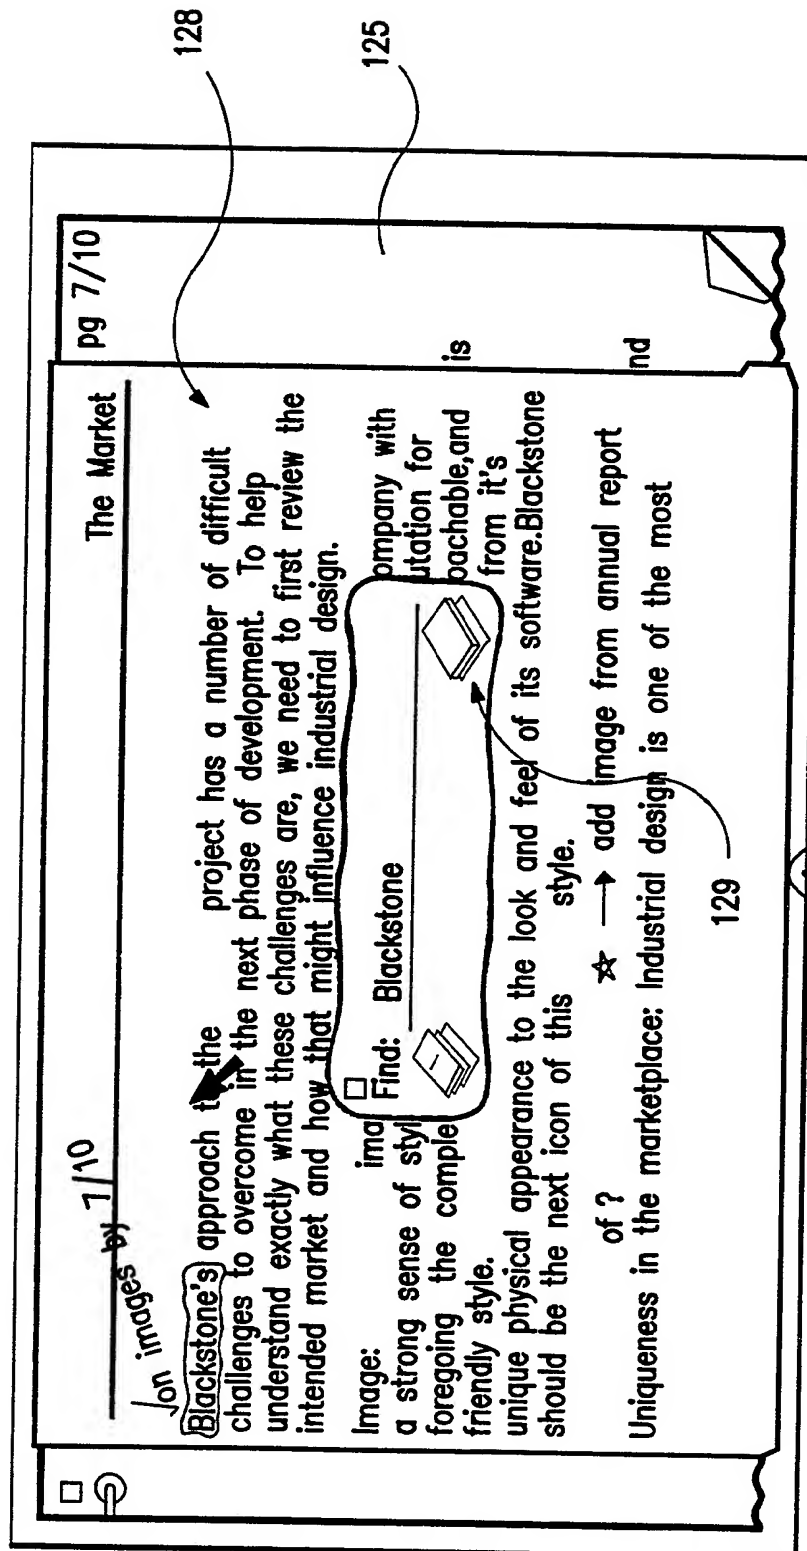 128
125
pg 7/10
The Market
√on images by 7/10
Blackstone's approach to the project has a number of difficult
challenges to overcome in the next phase of development. To help
understand exactly what these challenges are, we need to first review the
intended market and how that might influence industrial design.
Image: ima ompany with
a strong sense of styl utation for
foregoing the comple oachable,and is
friendly style. from it's
unique physical appearance to the look and feel of its software.Blackstone
should be the next icon of this style.
Find: Blackstone
of ? ☆ → add image from annual report
nd
Uniqueness in the marketplace: Industrial design is one of the most
129